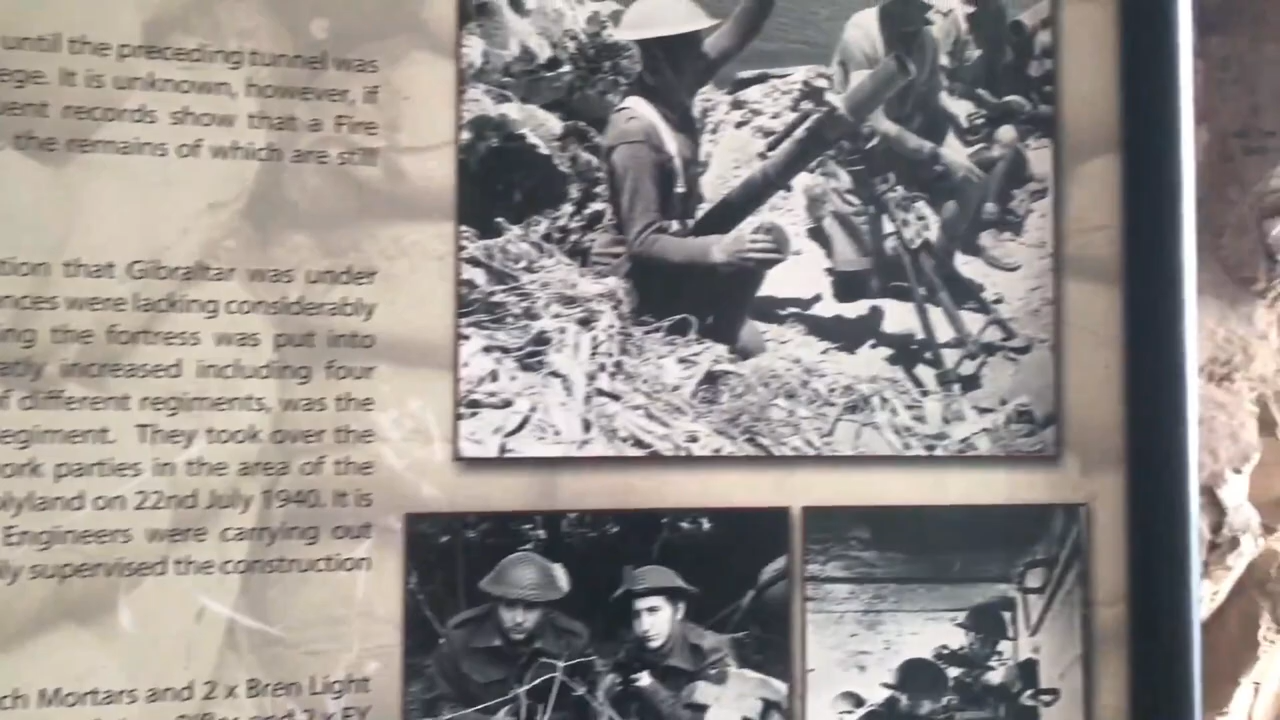 until the preceding tunnel was
ege. It is unknown, however, if
uent records show that a Fire
, the remains of which are still
tion that Gibraltar was under
nces were lacking considerably
ing the fortress was put into
atly increased including four
f different regiments, was the
egiment. They took over the
ork parties in the area of the
lyland on 22nd July 1940. It is
Engineers were carrying out
ly supervised the construction
ch Mortars and 2 x Bren Light